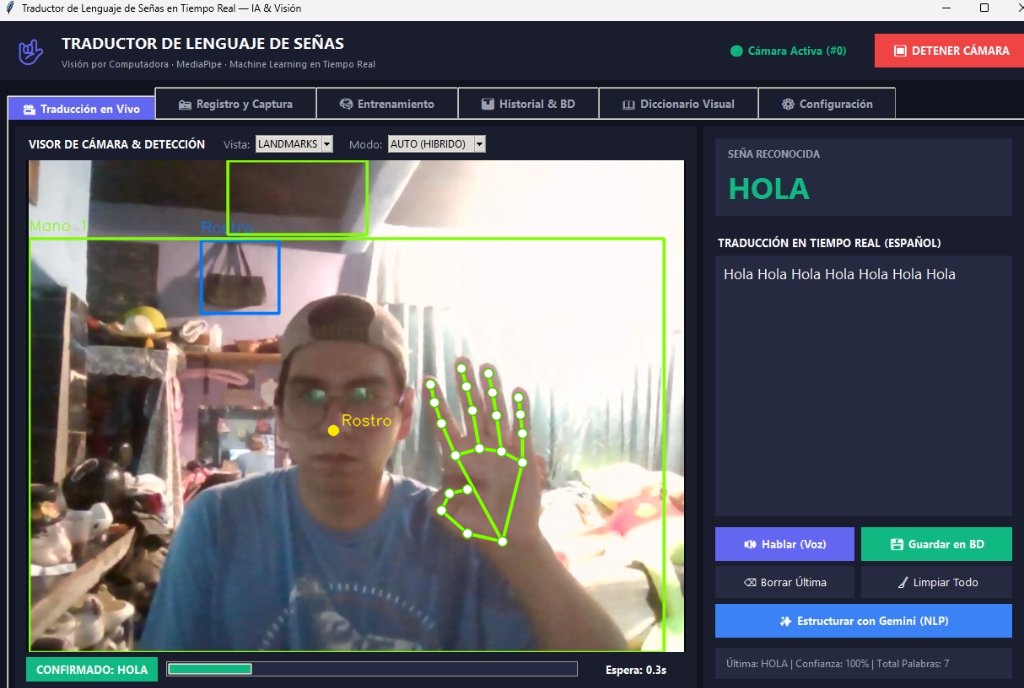 Traductor de Lenguaje de Señas en Tiempo Real — IA & Visión
TRADUCTOR DE LENGUAJE DE SEÑAS
Visión por Computadora · MediaPipe · Machine Learning en Tiempo Real
Cámara Activa (#0)
DETENER CÁMARA
Traducción en Vivo
Registro y Captura
Entrenamiento
Historial & BD
Diccionario Visual
Configuración
VISOR DE CÁMARA & DETECCIÓN
Vista: LANDMARKS
Modo: AUTO (HIBRIDO)
Mano 1
Rostro
Rostro
CONFIRMADO: HOLA
Espera: 0.3s
SEÑA RECONOCIDA
HOLA
TRADUCCIÓN EN TIEMPO REAL (ESPAÑOL)
Hola Hola Hola Hola Hola Hola Hola
Hablar (Voz)
Guardar en BD
Borrar Última
Limpiar Todo
Estructurar con Gemini (NLP)
Última: HOLA | Confianza: 100% | Total Palabras: 7